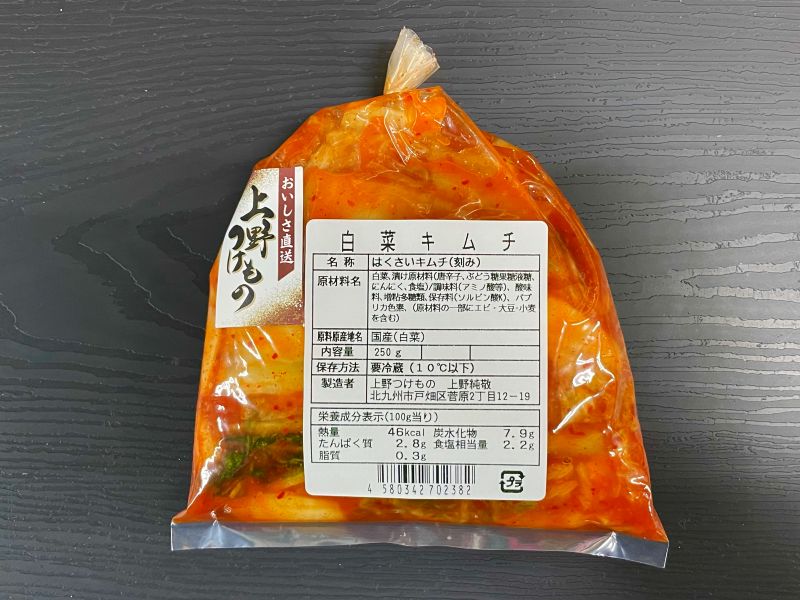 おいしさ直送
上野
つけもの
白菜キムチ
名称 はくさいキムチ(刻み)
原材料名 白菜、漬け原材料(唐辛子、ぶどう糖果糖液糖、
にんにく、食塩)/調味料(アミノ酸等)、酸味
料、増粘多糖類、保存料(ソルビン酸K)、パプ
リカ色素、(原材料の一部にエビ・大豆・小麦
を含む)
原料原産地名 国産(白菜)
内容量 250g
保存方法 要冷蔵(10℃以下)
製造者 上野つけもの 上野純敬
北九州市戸畑区菅原2丁目12-19
栄養成分表示(100g当り)
熱量 46kcal 炭水化物 7.9g
たんぱく質 2.8g 食塩相当量 2.2g
脂質 0.3g
4 580342 702382
プラ